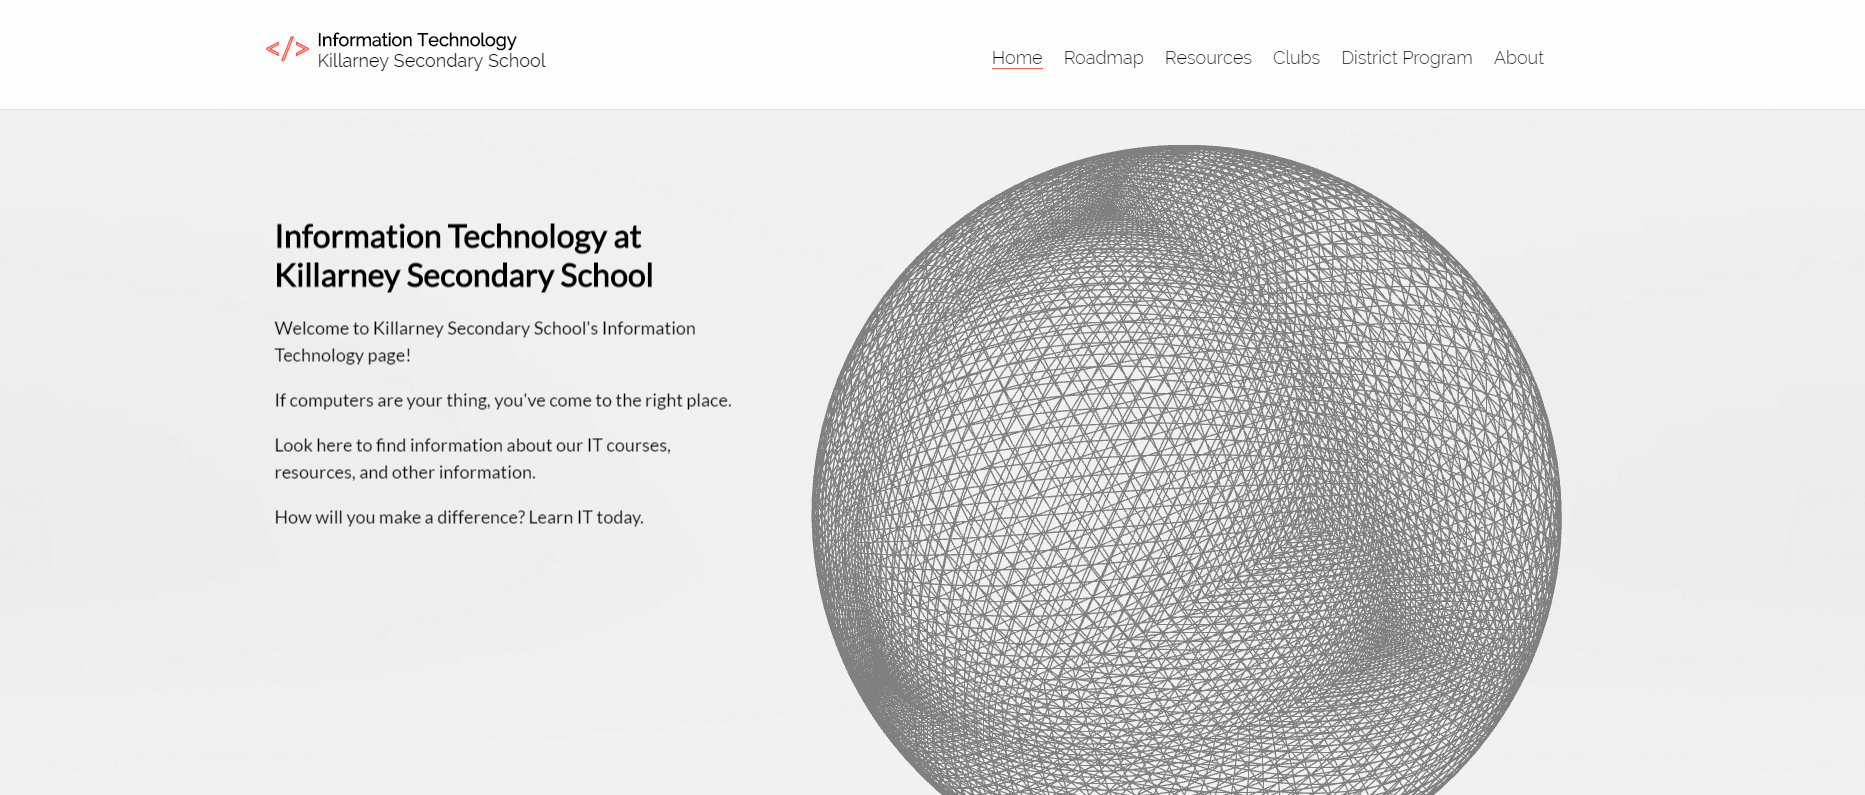 </>
Information Technology
Killarney Secondary School
Home Roadmap Resources Clubs District Program About
Information Technology at
Killarney Secondary School
Welcome to Killarney Secondary School's Information
Technology page!
If computers are your thing, you've come to the right place.
Look here to find information about our IT courses,
resources, and other information.
How will you make a difference? Learn IT today.